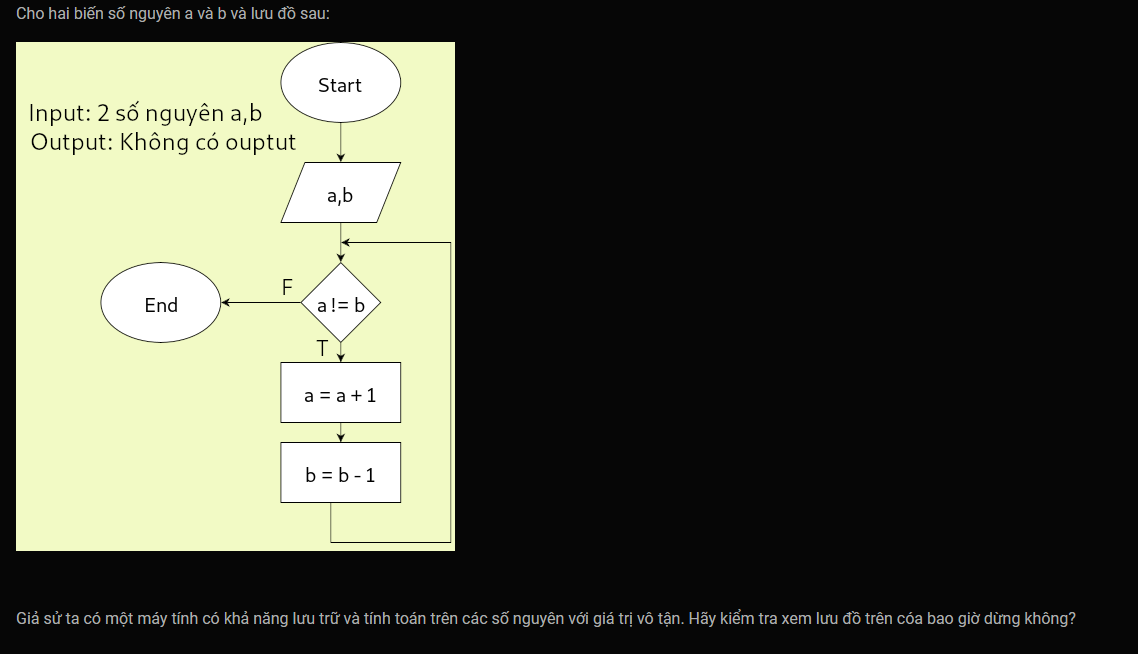 Cho hai biến số nguyên a và b và lưu đồ sau:
Start
Input: 2 số nguyên a,b
Output: Không có ouptut
a,b
F
End
a != b
T
a = a + 1
b = b - 1
Giả sử ta có một máy tính có khả năng lưu trữ và tính toán trên các số nguyên với giá trị vô tận. Hãy kiểm tra xem lưu đồ trên cóa bao giờ dừng không?